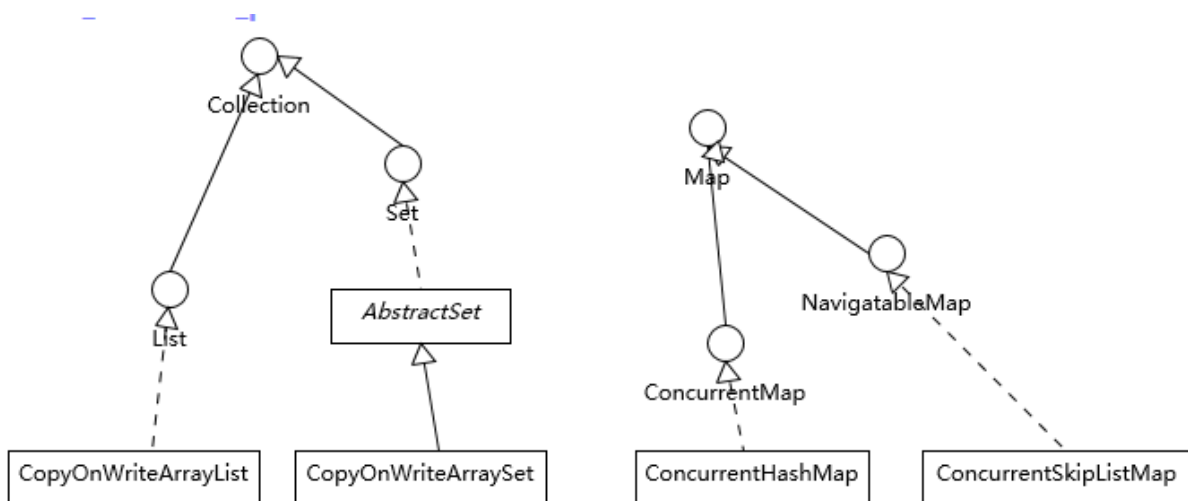 Collection
Map
Set
NavigatableMap
AbstractSet
List
ConcurrentMap
CopyOnWriteArrayList
CopyOnWriteArraySet
ConcurrentHashMap
ConcurrentSkipListMap